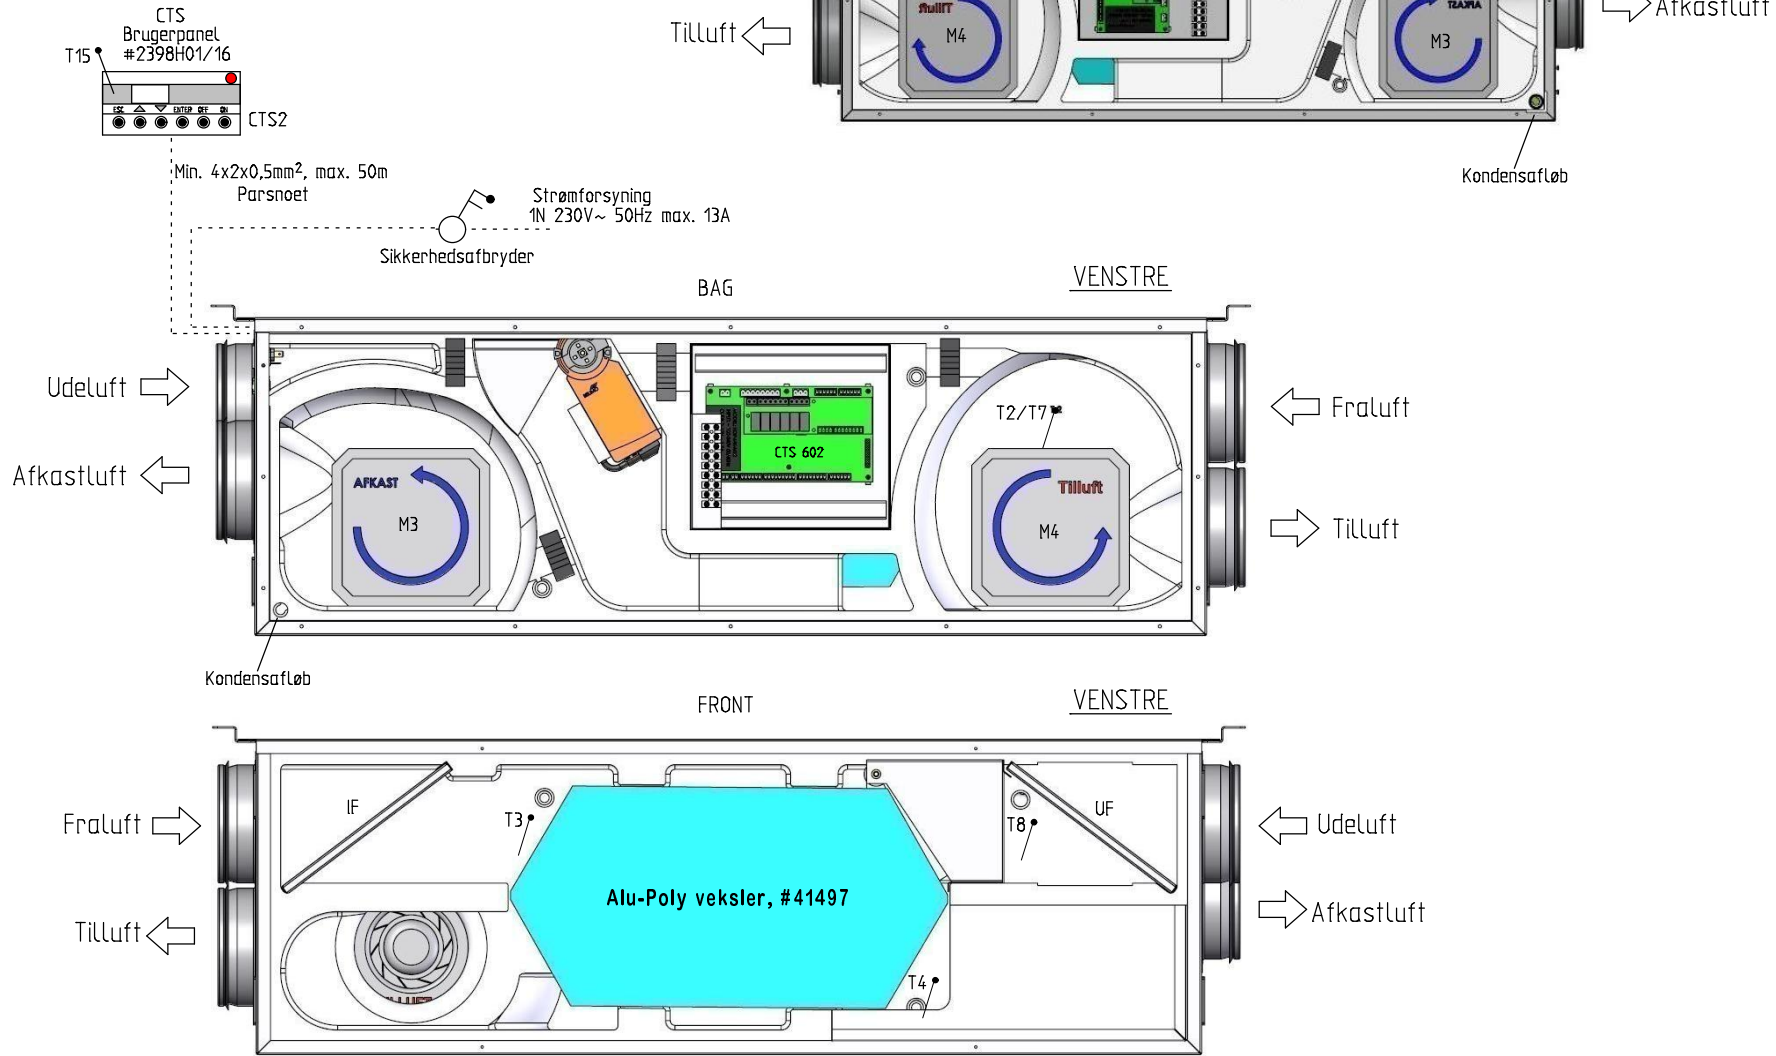 CTS
Brugerpanel
#2398H01/16
T15
ESC ENTER OFF ON
CTS2
Min. 4x2x0,5mm², max. 50m
Parsnoet
Strømforsyning
1N 230V~ 50Hz max. 13A
Sikkerhedsafbryder
Tilluft
Tilluft
M4
AFKAST
M3
Afkastluft
Kondensafløb
BAG
VENSTRE
Udeluft
Afkastluft
AFKAST
M3
CTS 602
T2/T7
Tilluft
M4
Fraluft
Tilluft
Kondensafløb
FRONT
VENSTRE
Fraluft
Tilluft
IF
T3
Alu-Poly veksler, #41497
T8
UF
T4
Udeluft
Afkastluft